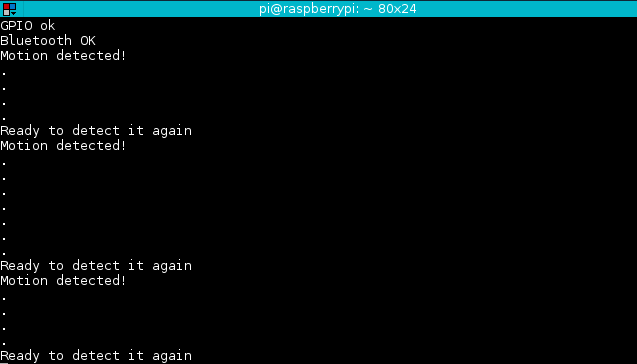 pi@raspberrypi: ~ 80x24
GPIO ok
Bluetooth OK
Motion detected!
.
.
.
.
Ready to detect it again
Motion detected!
.
.
.
.
.
.
.
Ready to detect it again
Motion detected!
.
.
.
.
Ready to detect it again